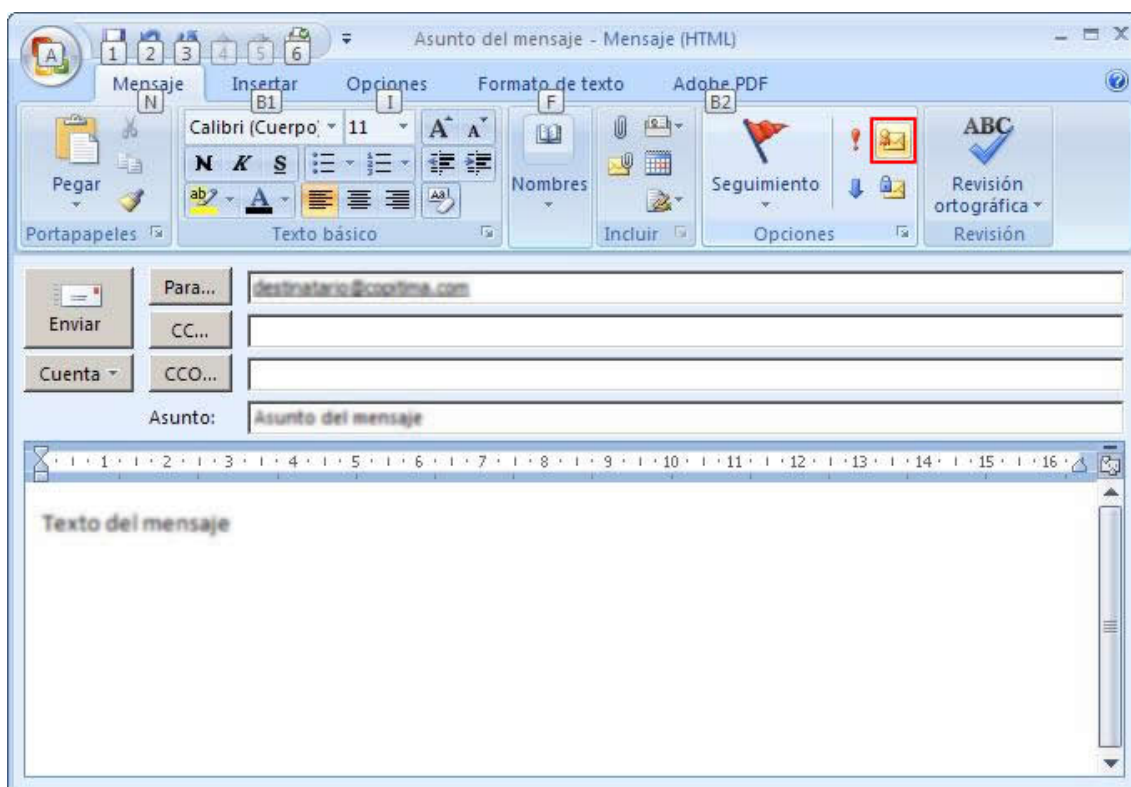 Asunto del mensaje - Mensaje (HTML)
A 1 2 3 4 5 6
Mensaje Insertar Opciones Formato de texto Adobe PDF
N B1 I F B2
Calibri (Cuerpo) 11 A A
N K S
ab A Aa
ABC
Pegar Nombres Seguimiento Revisión
ortográfica
Portapapeles Texto básico Incluir Opciones Revisión
Para... destinatario@copitima.com
Enviar
CC...
Cuenta CCO...
Asunto: Asunto del mensaje
1 2 3 4 5 6 7 8 9 10 11 12 13 14 15 16
Texto del mensaje